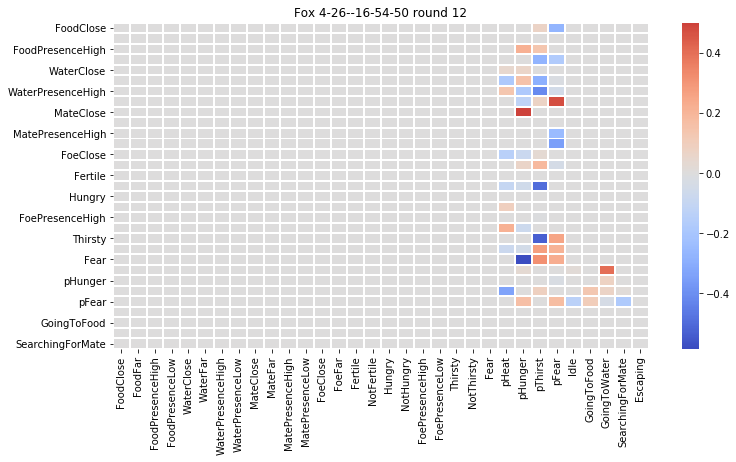 Fox 4-26--16-54-50 round 12
FoodClose
FoodPresenceHigh
WaterClose
WaterPresenceHigh
MateClose
MatePresenceHigh
FoeClose
Fertile
Hungry
FoePresenceHigh
Thirsty
Fear
pHunger
pFear
GoingToFood
SearchingForMate
0.4
0.2
0.0
−0.2
−0.4
FoodClose
FoodFar
FoodPresenceHigh
FoodPresenceLow
WaterClose
WaterFar
WaterPresenceHigh
WaterPresenceLow
MateClose
MateFar
MatePresenceHigh
MatePresenceLow
FoeClose
FoeFar
Fertile
NotFertile
Hungry
NotHungry
FoePresenceHigh
FoePresenceLow
Thirsty
NotThirsty
Fear
pHeat
pHunger
pThirst
pFear
Idle
GoingToFood
GoingToWater
SearchingForMate
Escaping